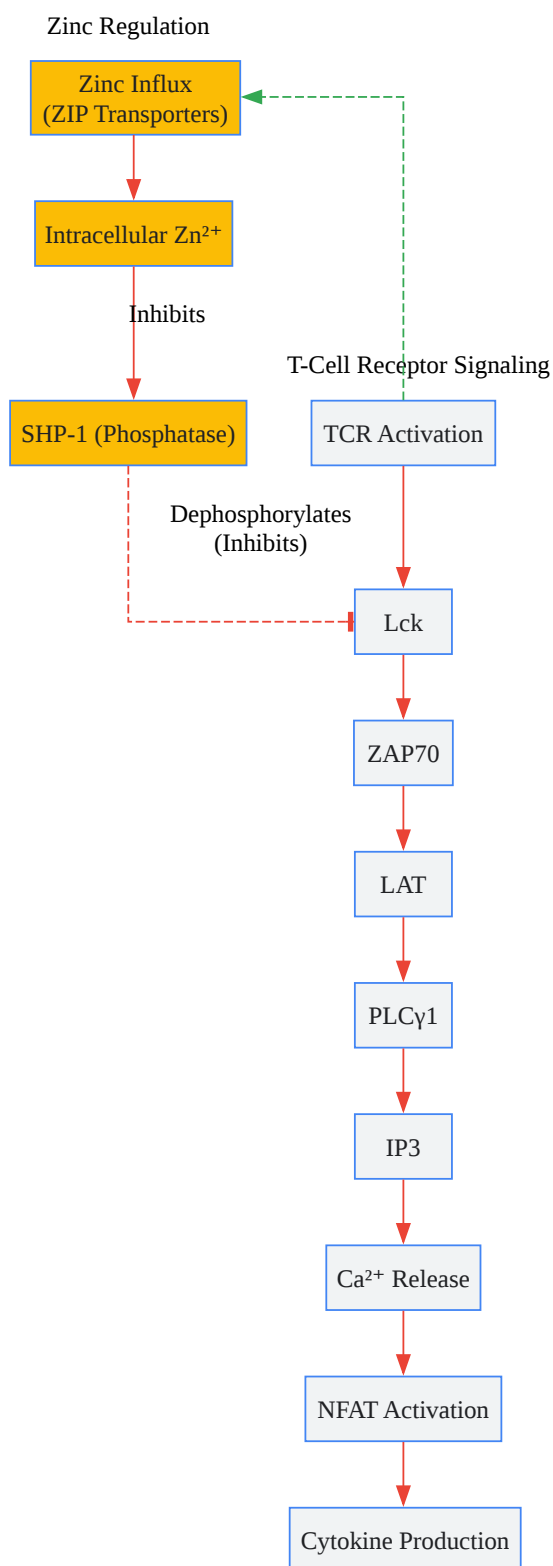 Zinc Regulation
Zinc Influx
(ZIP Transporters)
Intracellular Zn²⁺
Inhibits
SHP-1 (Phosphatase)
T-Cell Receptor Signaling
TCR Activation
Dephosphorylates
(Inhibits)
Lck
ZAP70
LAT
PLCγ1
IP3
Ca²⁺ Release
NFAT Activation
Cytokine Production